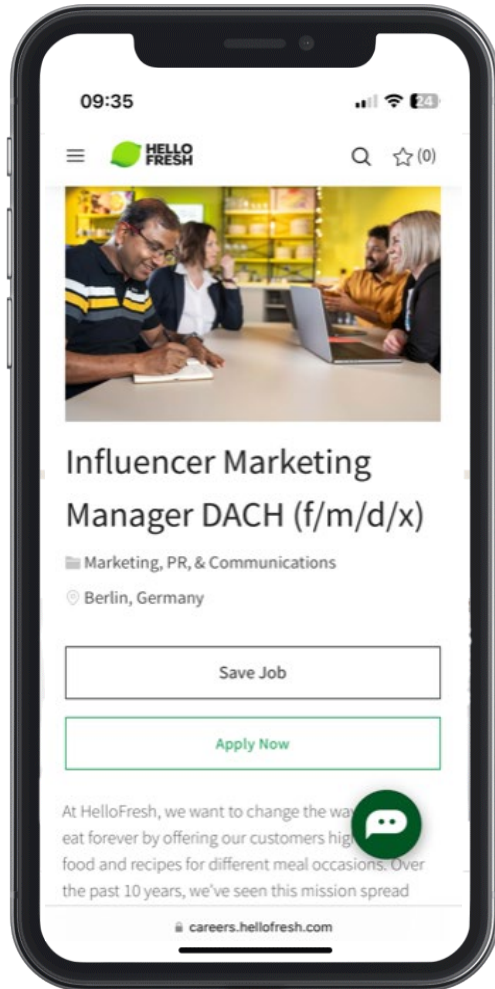 09:35
24
HELLO
FRESH
(0)
Influencer Marketing
Manager DACH (f/m/d/x)
Marketing, PR, & Communications
Berlin, Germany
Save Job
Apply Now
At HelloFresh, we want to change the
eat forever by offering our customers
food and recipes for different meal occasions. Over
the past 10 years, we've seen this mission spread
careers.hellofresh.com